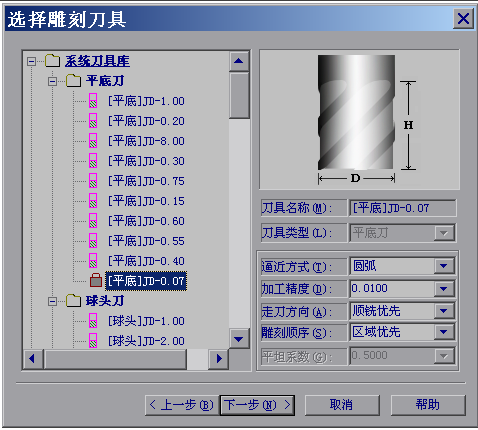 选择雕刻刀具
系统刀具库
平底刀
[平底]JD-1.00
[平底]JD-0.20
[平底]JD-8.00
[平底]JD-0.30
[平底]JD-0.75
[平底]JD-0.15
[平底]JD-0.60
[平底]JD-0.55
[平底]JD-0.40
[平底]JD-0.07
球头刀
[球头]JD-1.00
[球头]JD-2.00
H
D
刀具名称(M): [平底]JD-0.07
刀具类型(L): 平底刀
逼近方式(T): 圆弧
加工精度(D): 0.0100
走刀方向(A): 顺铣优先
雕刻顺序(S): 区域优先
平坦系数(G): 0.5000
< 上一步(B) 下一步(N) > 取消 帮助